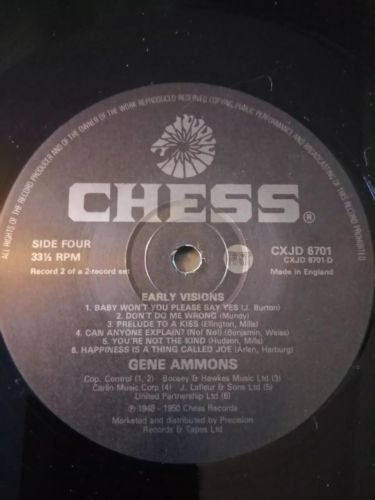 ALL RIGHTS OF THE RECORD PRODUCER AND OF THE OWNER OF THE WORK REPRODUCED RESERVED COPYING PUBLIC PERFORMANCE AND BROADCASTING OF THIS RECORD PROHIBITED
CHESS®
SIDE FOUR
33⅓ RPM
Record 2 of a 2-record set
CXJD 6701
CXJD 6701-D
Made in England
EARLY VISIONS
1. BABY WON'T YOU PLEASE SAY YES (J. Burton)
2. DON'T DO ME WRONG (Mundy)
3. PRELUDE TO A KISS (Ellington, Mills)
4. CAN ANYONE EXPLAIN? (No! No!) (Benjamin, Weiss)
5. YOU'RE NOT THE KIND (Hudson, Mills)
6. HAPPINESS IS A THING CALLED JOE (Arlen, Harburg)
GENE AMMONS
Cop. Control (1, 2) Boosey & Hawkes Music Ltd (3)
Carlin Music Corp (4) J. Lafleur & Sons Ltd (5)
United Partnership Ltd (6)
℗ 1948 - 1950 Chess Records
Marketed and distributed by Precision
Records & Tapes Ltd